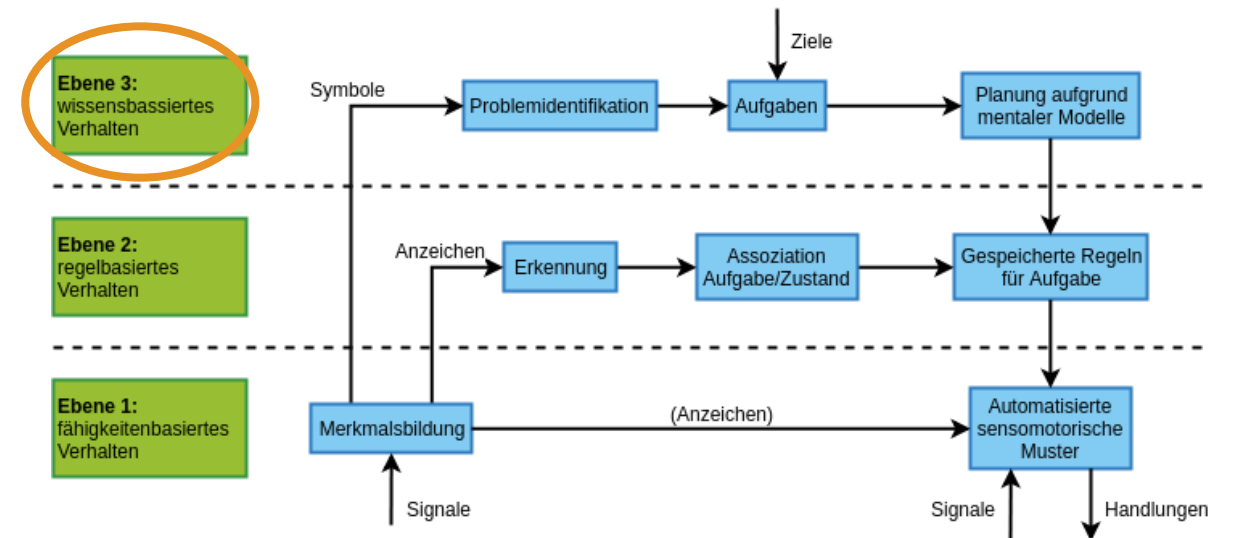 Ziele
Ebene 3:
wissensbassiertes
Verhalten
Symbole
Problemidentifikation
Aufgaben
Planung aufgrund
mentaler Modelle
Ebene 2:
regelbasiertes
Verhalten
Anzeichen
Erkennung
Assoziation
Aufgabe/Zustand
Gespeicherte Regeln
für Aufgabe
Ebene 1:
fähigkeitenbasiertes
Verhalten
Merkmalsbildung
(Anzeichen)
Automatisierte
sensomotorische
Muster
Signale
Signale
Handlungen